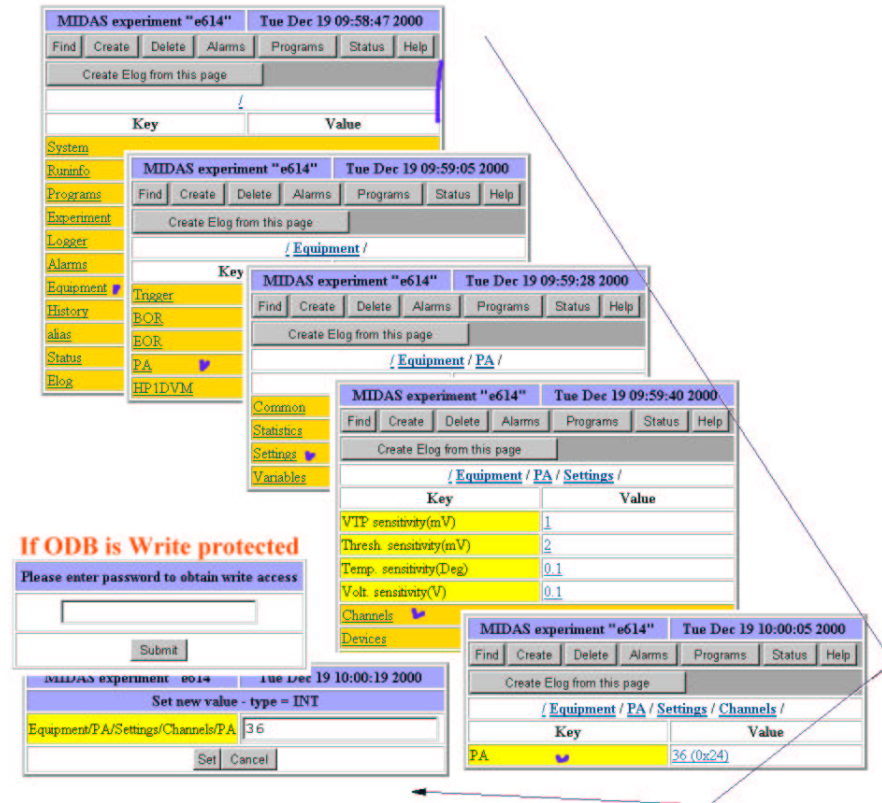 MIDAS experiment "e614" Tue Dec 19 09:58:47 2000
Find Create Delete Alarms Programs Status Help
Create Elog from this page
/
Key Value
System
Runinfo
Programs
Experiment
Logger
Alarms
Equipment
History
alias
Status
Elog
MIDAS experiment "e614" Tue Dec 19 09:59:05 2000
Find Create Delete Alarms Programs Status Help
Create Elog from this page
/ Equipment /
Key
Trigger
BOR
EOR
PA
HP1DVM
MIDAS experiment "e614" Tue Dec 19 09:59:28 2000
Find Create Delete Alarms Programs Status Help
Create Elog from this page
/ Equipment / PA /
Common
Statistics
Settings
Variables
MIDAS experiment "e614" Tue Dec 19 09:59:40 2000
Find Create Delete Alarms Programs Status Help
Create Elog from this page
/ Equipment / PA / Settings /
Key Value
VTP sensitivity(mV) 1
Thresh. sensitivity(mV) 2
Temp. sensitivity(Deg) 0.1
Volt. sensitivity(V) 0.1
Channels
Devices
MIDAS experiment "e614" Tue Dec 19 10:00:05 2000
Find Create Delete Alarms Programs Status Help
Create Elog from this page
/ Equipment / PA / Settings / Channels /
Key Value
PA 36 (0x24)
If ODB is Write protected
Please enter password to obtain write access
Submit
MIDAS experiment "e614" Tue Dec 19 10:00:19 2000
Set new value - type = INT
Equipment/PA/Settings/Channels/PA 36
Set Cancel